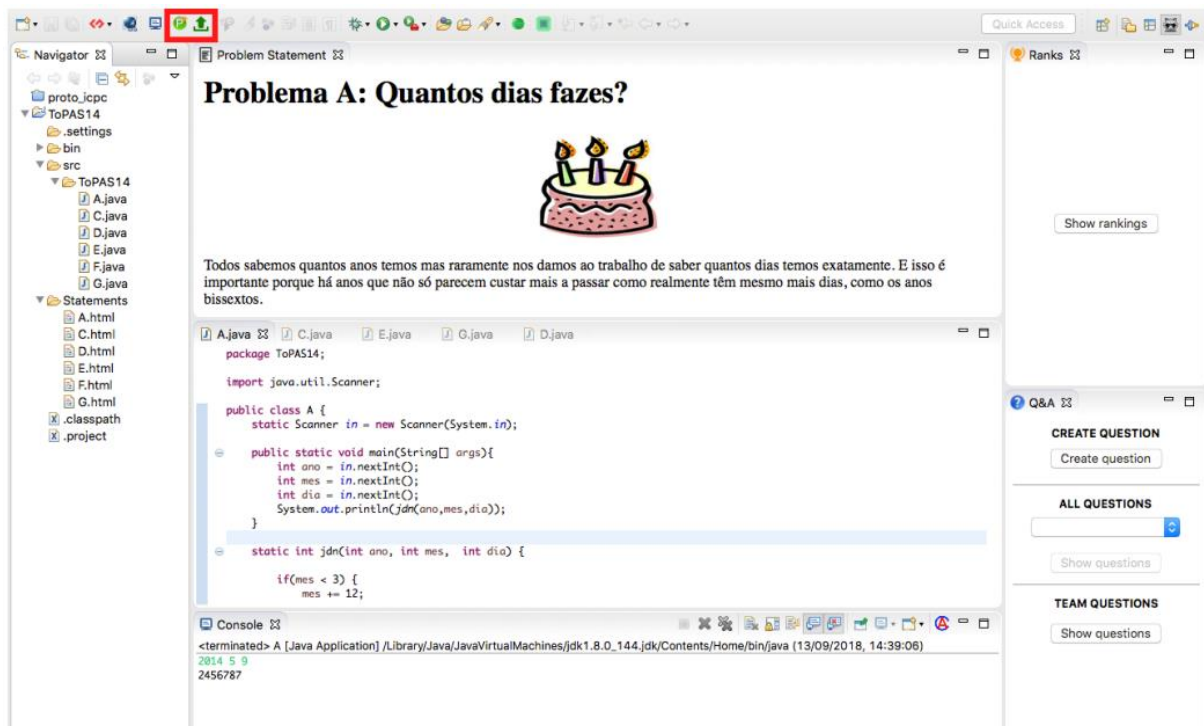 Quick Access
Navigator
proto_icpc
ToPAS14
.settings
bin
src
ToPAS14
A.java
C.java
D.java
E.java
F.java
G.java
Statements
A.html
C.html
D.html
E.html
F.html
G.html
.classpath
.project
Problem Statement
Problema A: Quantos dias fazes?
Todos sabemos quantos anos temos mas raramente nos damos ao trabalho de saber quantos dias temos exatamente. E isso é
importante porque há anos que não só parecem custar mais a passar como realmente têm mesmo mais dias, como os anos
bissextos.
A.java C.java E.java G.java D.java
package ToPAS14;
import java.util.Scanner;
public class A {
static Scanner in = new Scanner(System.in);
public static void main(String[] args){
int ano = in.nextInt();
int mes = in.nextInt();
int dia = in.nextInt();
System.out.println(jdn(ano,mes,dia));
}
static int jdn(int ano, int mes, int dia) {
if(mes < 3) {
mes += 12;
Console
<terminated> A [Java Application] /Library/Java/JavaVirtualMachines/jdk1.8.0_144.jdk/Contents/Home/bin/java (13/09/2018, 14:39:06)
2014 5 9
2456787
Ranks
Show rankings
Q&A
CREATE QUESTION
Create question
ALL QUESTIONS
Show questions
TEAM QUESTIONS
Show questions